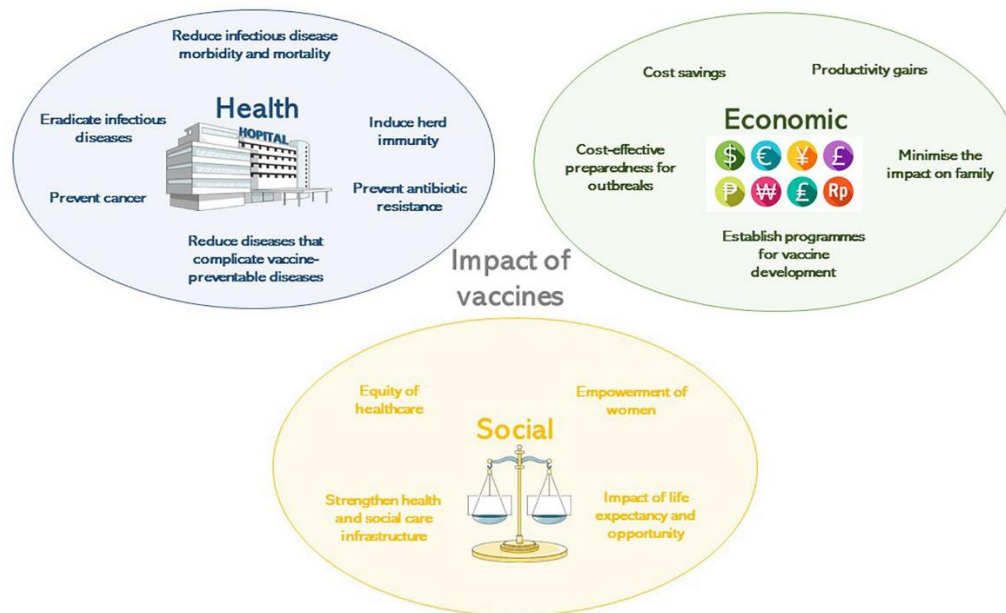 Reduce infectious disease
morbidity and mortality
Health
HOPITAL
Eradicate infectious
diseases
Induce herd
immunity
Prevent cancer
Prevent antibiotic
resistance
Reduce diseases that
complicate vaccine-
preventable diseases
Cost savings
Productivity gains
Economic
Cost-effective
preparedness for
outbreaks
$ € ¥ £
₱ ₩ £ Rp
Minimise the
impact on family
Establish programmes
for vaccine
development
Impact of
vaccines
Equity of
healthcare
Empowerment of
women
Social
Strengthen health
and social care
infrastructure
Impact of life
expectancy and
opportunity